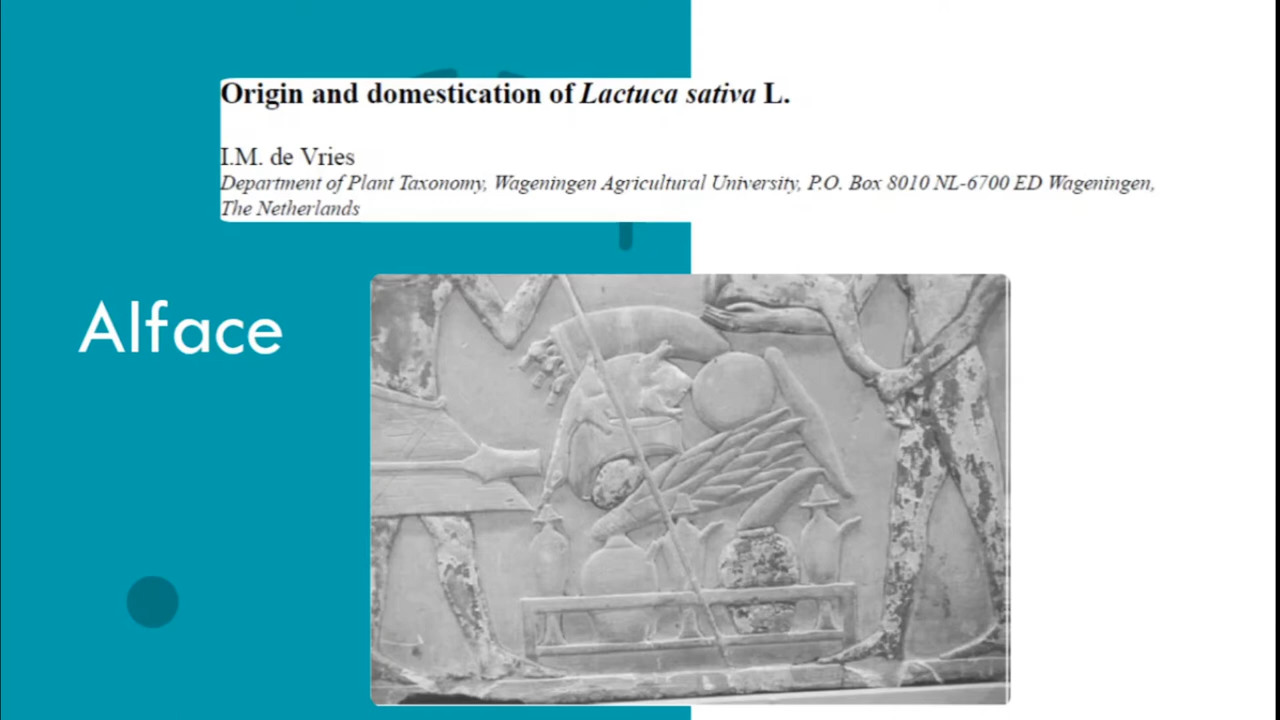 Origin and domestication of Lactuca sativa L.
I.M. de Vries
Department of Plant Taxonomy, Wageningen Agricultural University, P.O. Box 8010 NL-6700 ED Wageningen,
The Netherlands
Alface